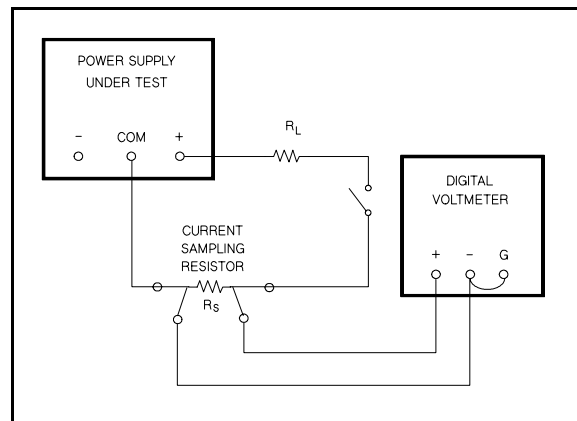 POWER SUPPLY
UNDER TEST
- COM +
RL
DIGITAL
VOLTMETER
+ - G
CURRENT
SAMPLING
RESISTOR
RS